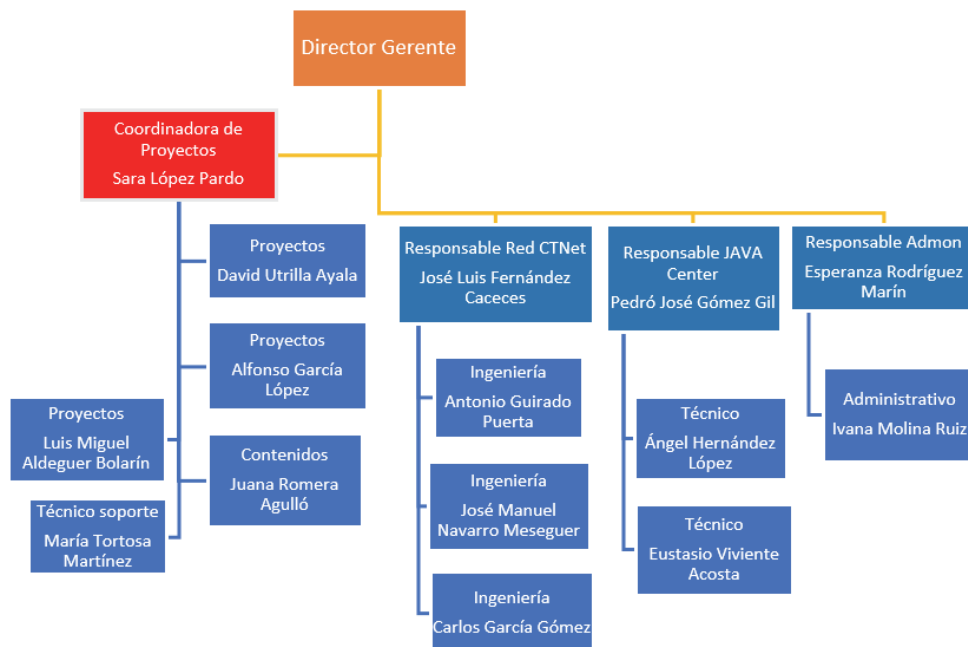 Director Gerente
Coordinadora de
Proyectos
Sara López Pardo
Proyectos
David Utrilla Ayala
Proyectos
Alfonso García
López
Proyectos
Luis Miguel
Aldeguer Bolarín
Contenidos
Juana Romera
Agulló
Técnico soporte
María Tortosa
Martínez
Responsable Red CTNet
José Luis Fernández
Caceces
Ingeniería
Antonio Guirado
Puerta
Ingeniería
José Manuel
Navarro Meseguer
Ingeniería
Carlos García Gómez
Responsable JAVA
Center
Pedró José Gómez Gil
Técnico
Ángel Hernández
López
Técnico
Eustasio Viviente
Acosta
Responsable Admon
Esperanza Rodríguez
Marín
Administrativo
Ivana Molina Ruiz